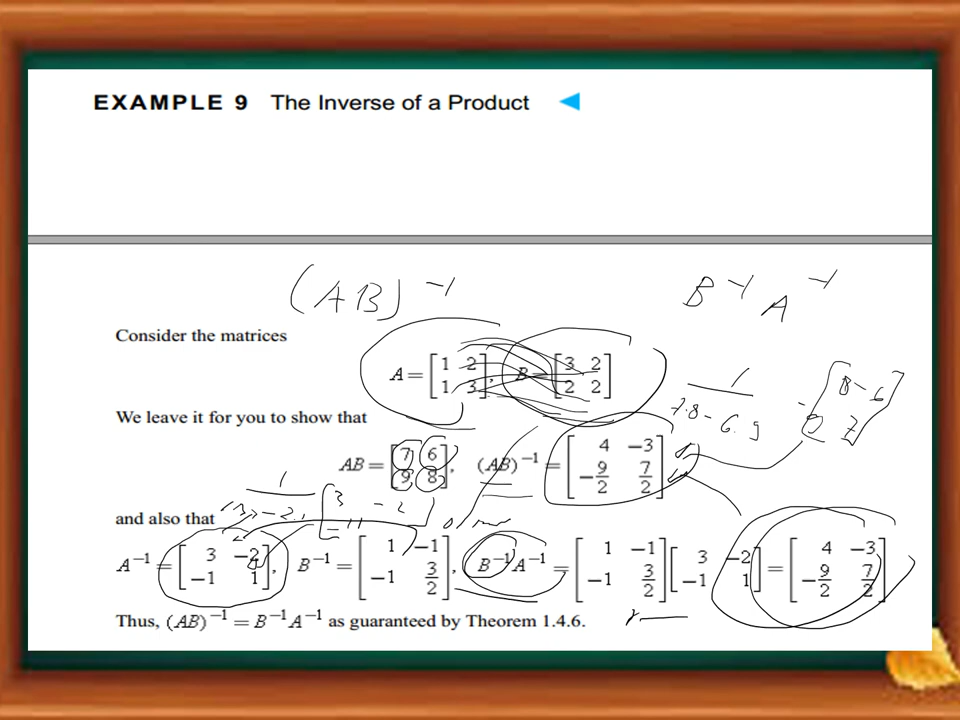 EXAMPLE 9 The Inverse of a Product
(AB)⁻¹ B⁻¹ A⁻¹
Consider the matrices
A = [1 2; 1 3], B = [3 2; 2 2]
We leave it for you to show that
AB = [7 6; 9 8], (AB)⁻¹ = [4 −3; −9/2 7/2]
and also that
A⁻¹ = [3 −2; −1 1], B⁻¹ = [1 −1; −1 3/2], B⁻¹A⁻¹ = [1 −1; −1 3/2] [3 −2; −1 1] = [4 −3; −9/2 7/2]
Thus, (AB)⁻¹ = B⁻¹A⁻¹ as guaranteed by Theorem 1.4.6.